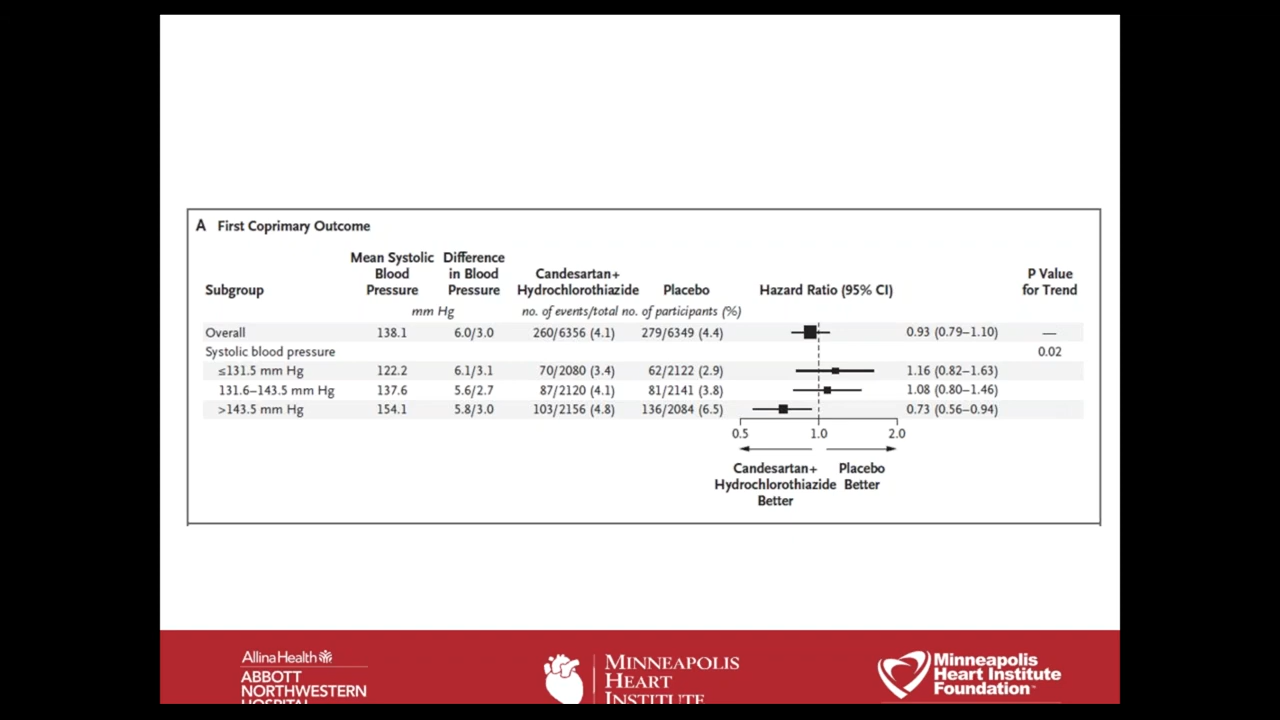 A First Coprimary Outcome
Subgroup
Mean Systolic Blood Pressure
Difference in Blood Pressure
Candesartan+ Hydrochlorothiazide
Placebo
Hazard Ratio (95% CI)
P Value for Trend
mm Hg
no. of events/total no. of participants (%)
Overall 138.1 6.0/3.0 260/6356 (4.1) 279/6349 (4.4) 0.93 (0.79–1.10) —
Systolic blood pressure 0.02
≤131.5 mm Hg 122.2 6.1/3.1 70/2080 (3.4) 62/2122 (2.9) 1.16 (0.82–1.63)
131.6–143.5 mm Hg 137.6 5.6/2.7 87/2120 (4.1) 81/2141 (3.8) 1.08 (0.80–1.46)
>143.5 mm Hg 154.1 5.8/3.0 103/2156 (4.8) 136/2084 (6.5) 0.73 (0.56–0.94)
0.5 1.0 2.0
Candesartan+ Hydrochlorothiazide Better
Placebo Better
Allina Health
ABBOTT
NORTHWESTERN
HOSPITAL
MINNEAPOLIS
HEART
INSTITUTE
Minneapolis
Heart Institute
Foundation™